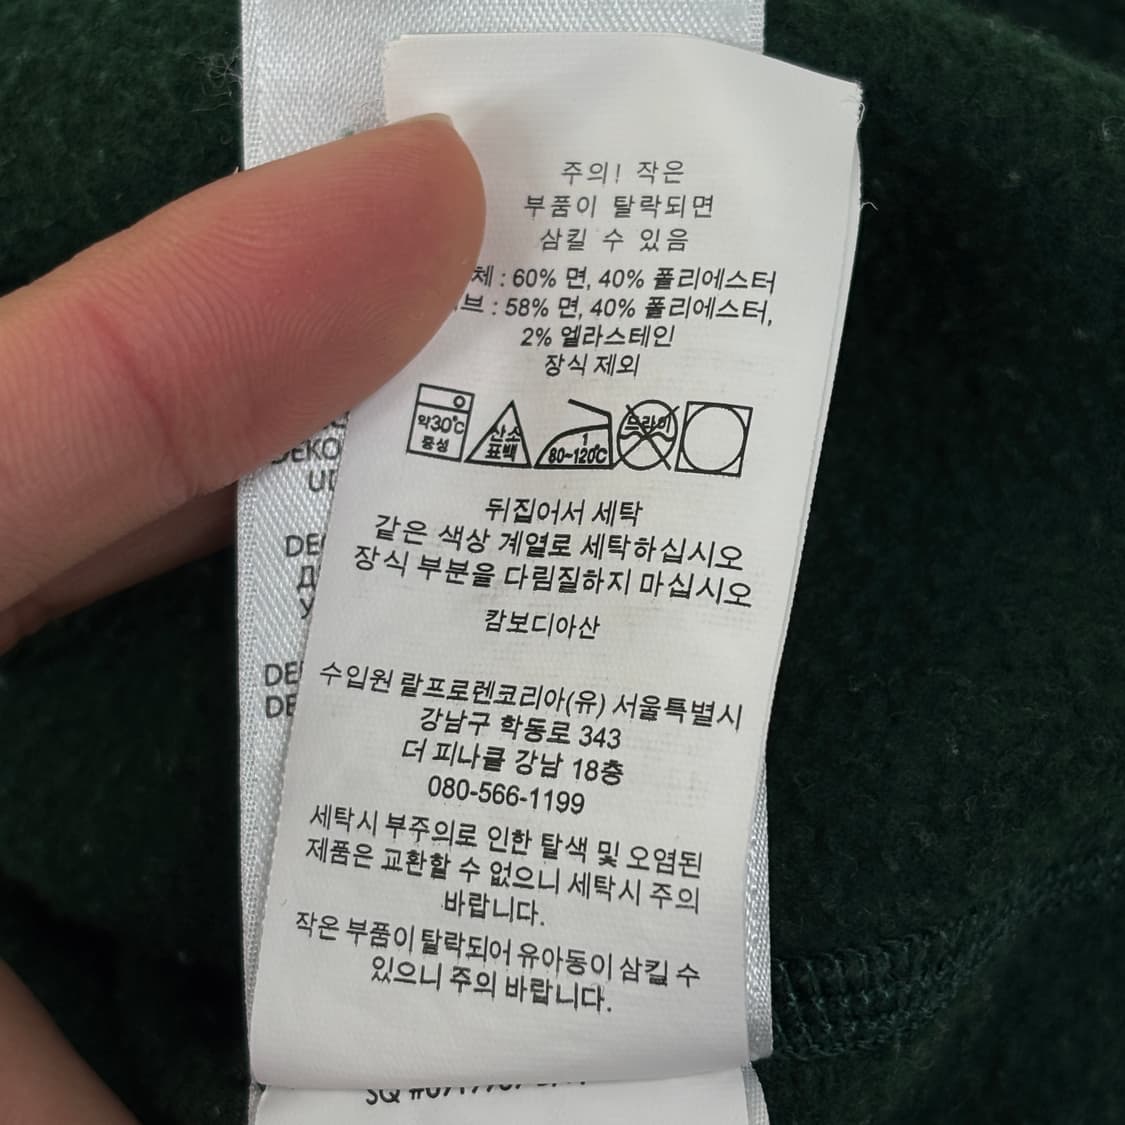 주의! 작은
부품이 탈락되면
삼킬 수 있음
체 : 60% 면, 40% 폴리에스터
브 : 58% 면, 40% 폴리에스터,
2% 엘라스테인
장식 제외
약30℃
중성
산소
표백
1
80~120℃
드라이
뒤집어서 세탁
같은 색상 계열로 세탁하십시오
장식 부분을 다림질하지 마십시오
캄보디아산
수입원 랄프로렌코리아(유) 서울특별시
강남구 학동로 343
더 피나클 강남 18층
080-566-1199
세탁시 부주의로 인한 탈색 및 오염된
제품은 교환할 수 없으니 세탁시 주의
바랍니다.
작은 부품이 탈락되어 유아동이 삼킬 수
있으니 주의 바랍니다.